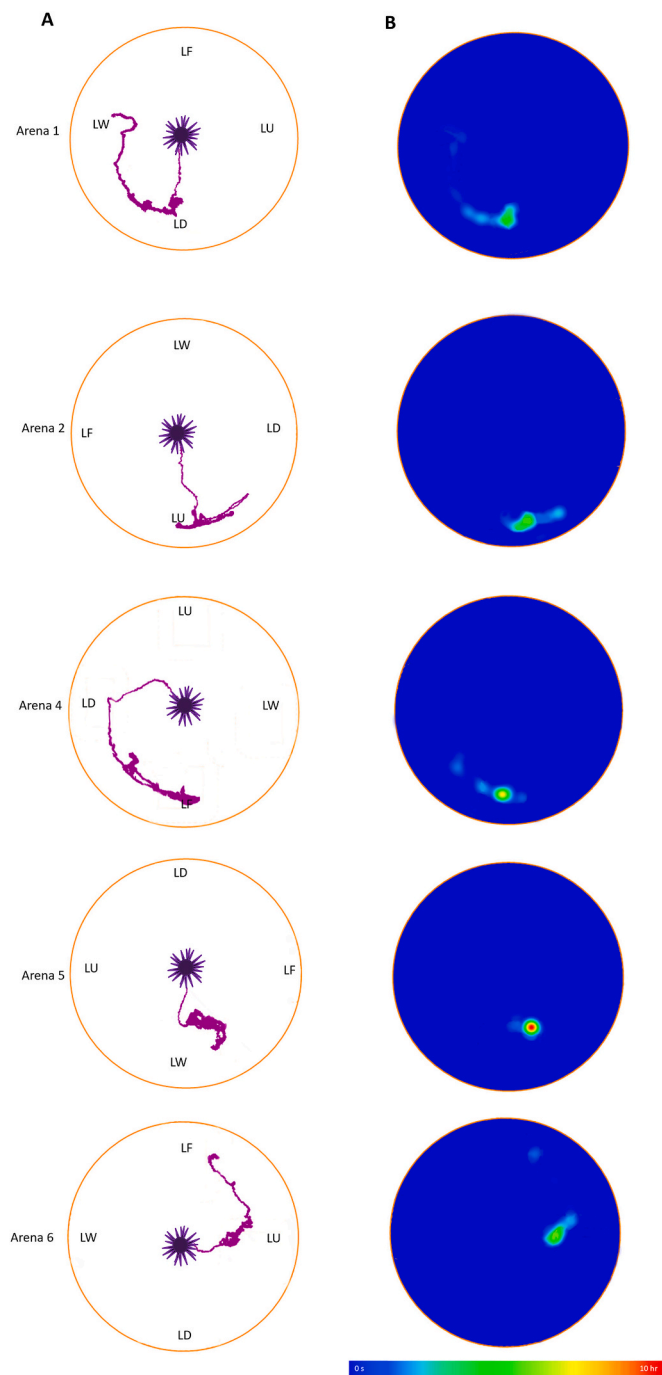 A B
LF
Arena 1 LW LU
LD
LW
Arena 2 LF LD
LU
LU
Arena 4 LD LW
LF
LD
Arena 5 LU LF
LW
LF
Arena 6 LW LU
LD
0 s 10 hr